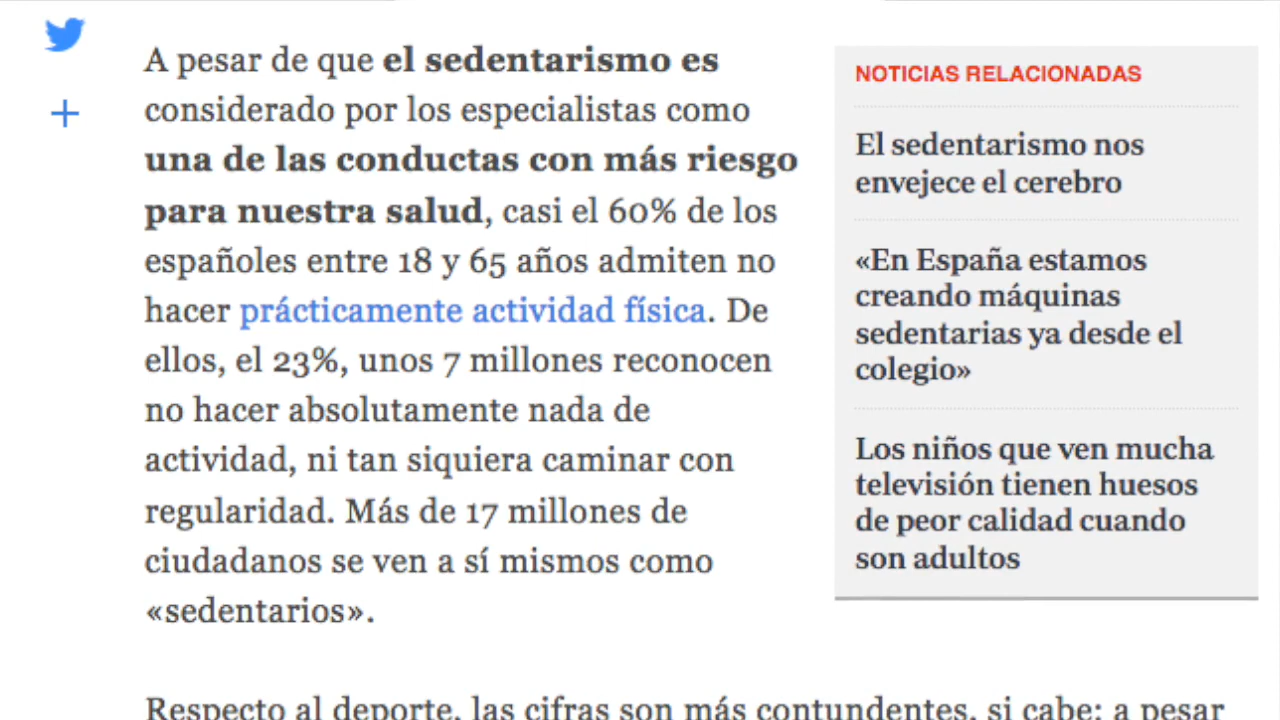 A pesar de que el sedentarismo es
considerado por los especialistas como
una de las conductas con más riesgo
para nuestra salud, casi el 60% de los
españoles entre 18 y 65 años admiten no
hacer prácticamente actividad física. De
ellos, el 23%, unos 7 millones reconocen
no hacer absolutamente nada de
actividad, ni tan siquiera caminar con
regularidad. Más de 17 millones de
ciudadanos se ven a sí mismos como
«sedentarios».
NOTICIAS RELACIONADAS
El sedentarismo nos
envejece el cerebro
«En España estamos
creando máquinas
sedentarias ya desde el
colegio»
Los niños que ven mucha
televisión tienen huesos
de peor calidad cuando
son adultos
Respecto al deporte, las cifras son más contundentes, si cabe: a pesar